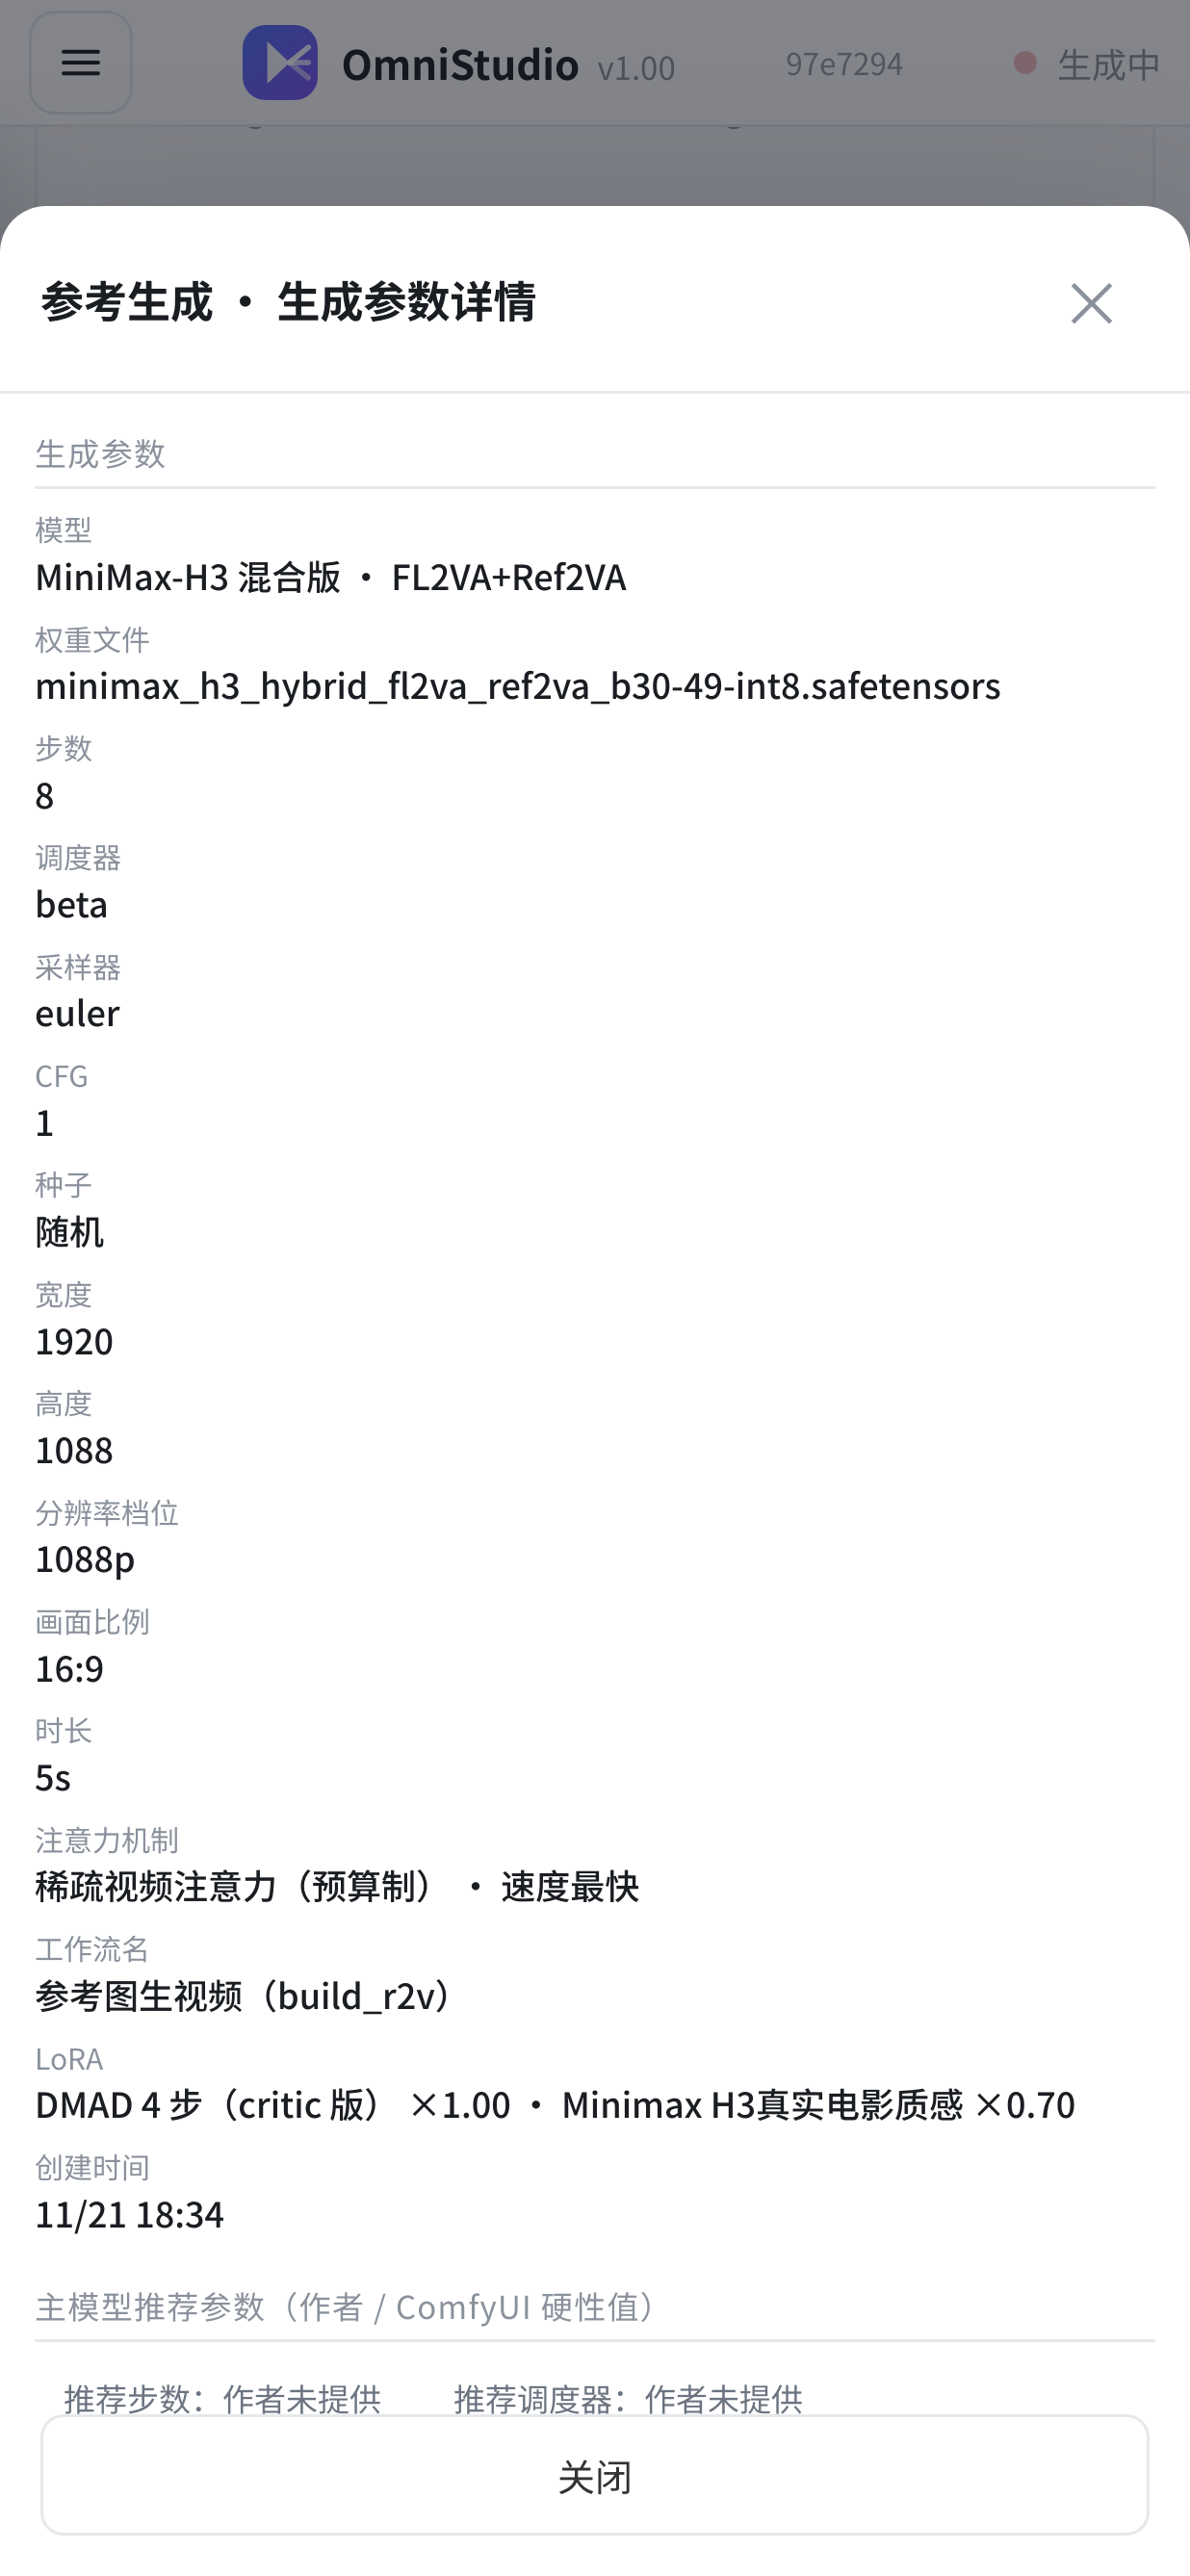 OmniStudio v1.00 97e7294 生成中
参考生成 · 生成参数详情
生成参数
模型
MiniMax-H3 混合版 · FL2VA+Ref2VA
权重文件
minimax_h3_hybrid_fl2va_ref2va_b30-49-int8.safetensors
步数
8
调度器
beta
采样器
euler
CFG
1
种子
随机
宽度
1920
高度
1088
分辨率档位
1088p
画面比例
16:9
时长
5s
注意力机制
稀疏视频注意力（预算制） · 速度最快
工作流名
参考图生视频（build_r2v）
LoRA
DMAD 4 步（critic 版） ×1.00 · Minimax H3真实电影质感 ×0.70
创建时间
11/21 18:34
主模型推荐参数（作者 / ComfyUI 硬性值）
推荐步数：作者未提供 推荐调度器：作者未提供
关闭